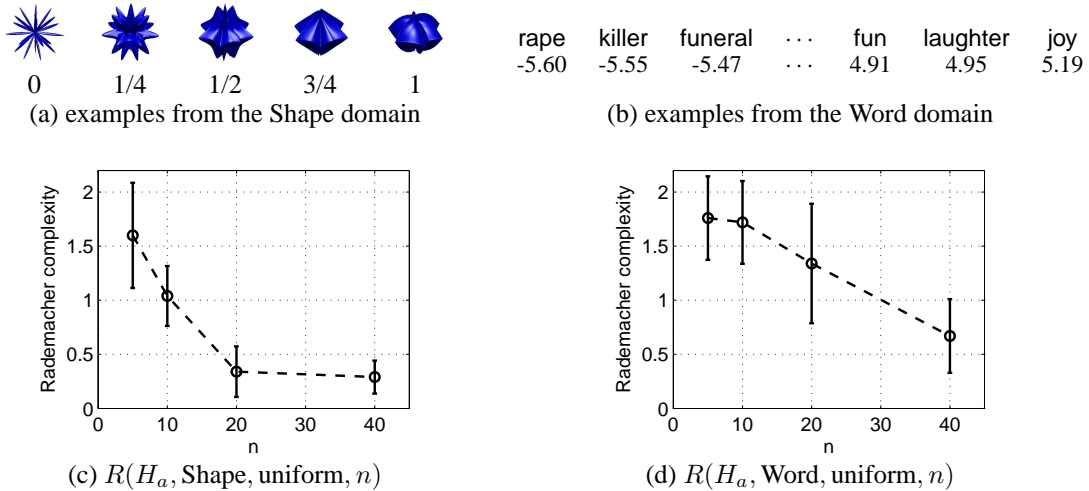 0 1/4 1/2 3/4 1
(a) examples from the Shape domain
rape killer funeral ··· fun laughter joy
-5.60 -5.55 -5.47 ··· 4.91 4.95 5.19
(b) examples from the Word domain
Rademacher complexity
2
1.5
1
0.5
0
0 10 20 30 40
n
(c) R(H_a, Shape, uniform, n)
Rademacher complexity
2
1.5
1
0.5
0
0 10 20 30 40
n
(d) R(H_a, Word, uniform, n)